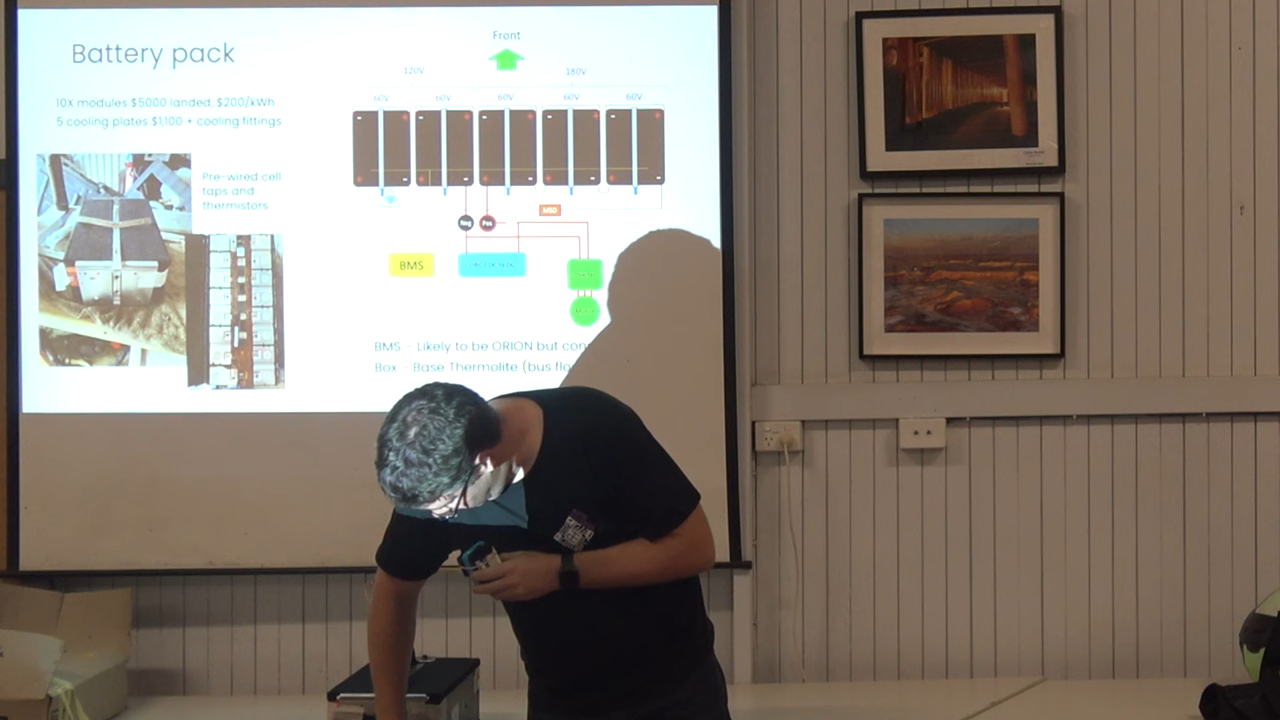 Battery pack
10X modules $5000 landed, $200/kWh
5 cooling plates $1,100 + cooling fittings
Pre-wired cell
taps and
thermistors
Front
120V 180V
60V 60V 60V 60V 60V
MSD
Neg Pos
BMS
BMS - Likely to be ORION but
Box - Base Thermolite (bus